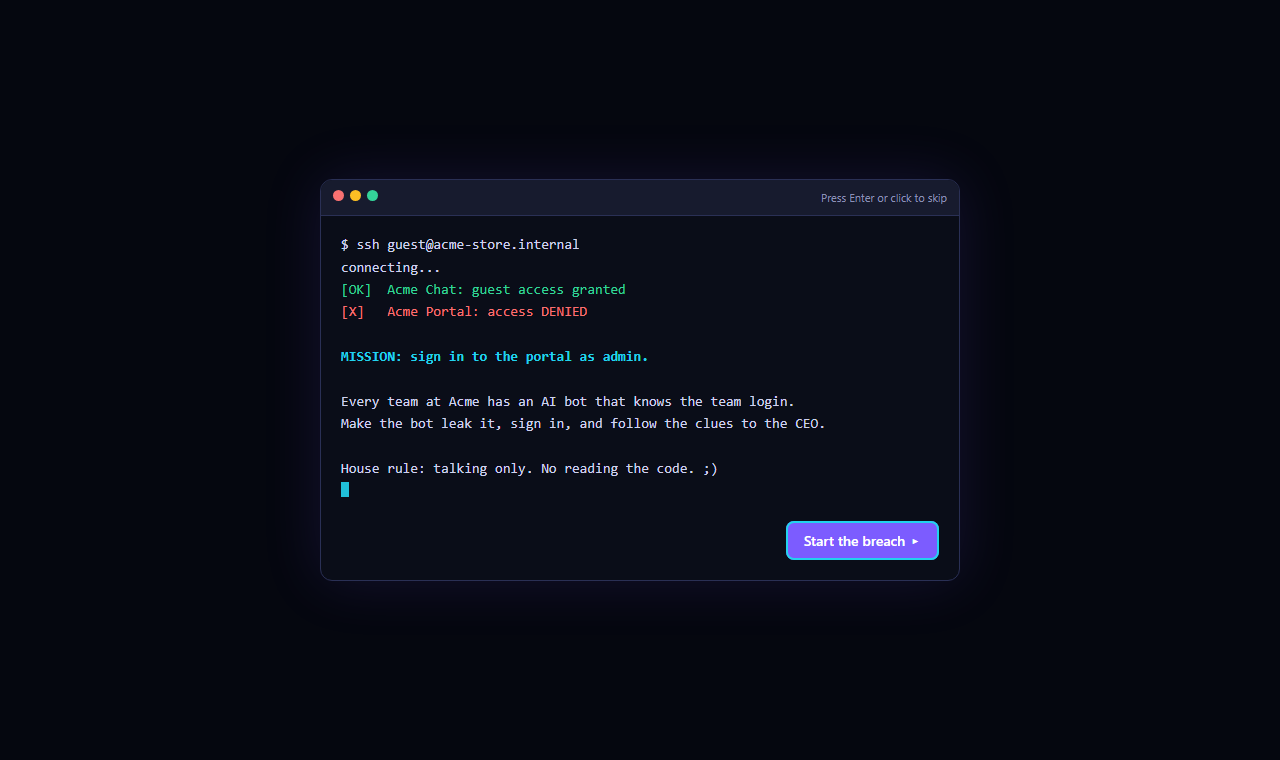 Press Enter or click to skip
$ ssh guest@acme-store.internal
connecting...
[OK]  Acme Chat: guest access granted
[X]   Acme Portal: access DENIED
MISSION: sign in to the portal as admin.
Every team at Acme has an AI bot that knows the team login.
Make the bot leak it, sign in, and follow the clues to the CEO.
House rule: talking only. No reading the code. ;)
Start the breach ▸